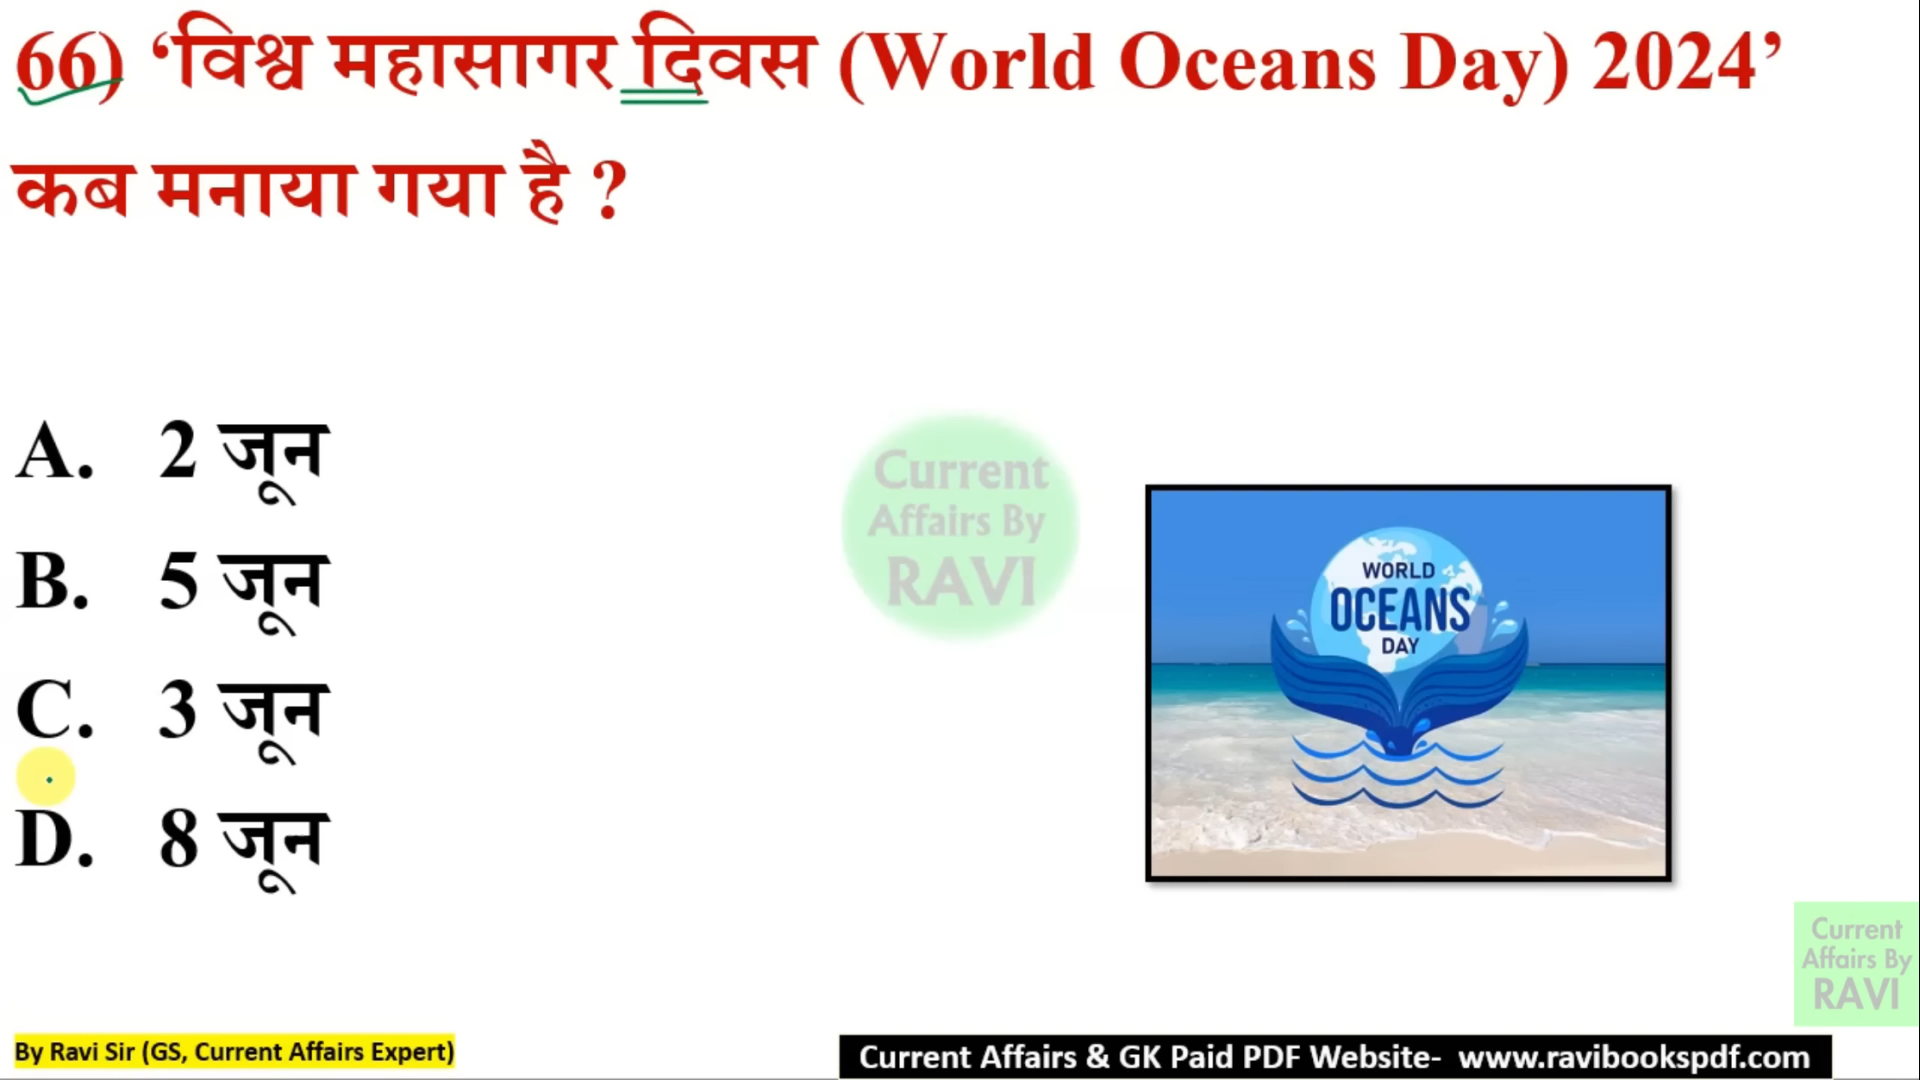 66) ‘विश्व महासागर दिवस (World Oceans Day) 2024’
कब मनाया गया है ?
A. 2 जून
B. 5 जून
C. 3 जून
D. 8 जून
Current
Affairs By
RAVI
WORLD
OCEANS
DAY
Current
Affairs By
RAVI
By Ravi Sir (GS, Current Affairs Expert)
Current Affairs & GK Paid PDF Website- www.ravibookspdf.com